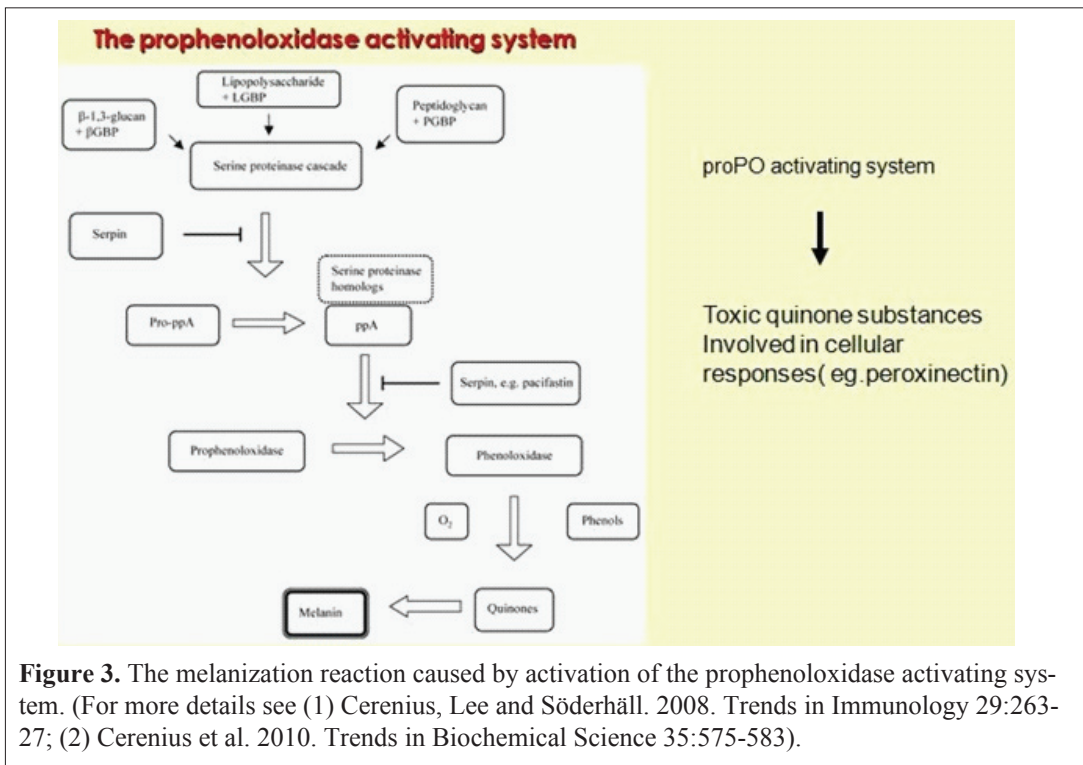 The prophenoloxidase activating system
Lipopolysaccharide
+ LGBP
β-1,3-glucan
+ βGBP
Peptidoglycan
+ PGBP
Serine proteinase cascade
Serpin
Serine proteinase
homologs
Pro-ppA
ppA
Serpin, e.g. pacifastin
Prophenoloxidase
Phenoloxidase
O₂
Phenols
Melanin
Quinones
proPO activating system
Toxic quinone substances
Involved in cellular
responses( eg.peroxinectin)
Figure 3. The melanization reaction caused by activation of the prophenoloxidase activating sys-
tem. (For more details see (1) Cerenius, Lee and Söderhäll. 2008. Trends in Immunology 29:263-
27; (2) Cerenius et al. 2010. Trends in Biochemical Science 35:575-583).